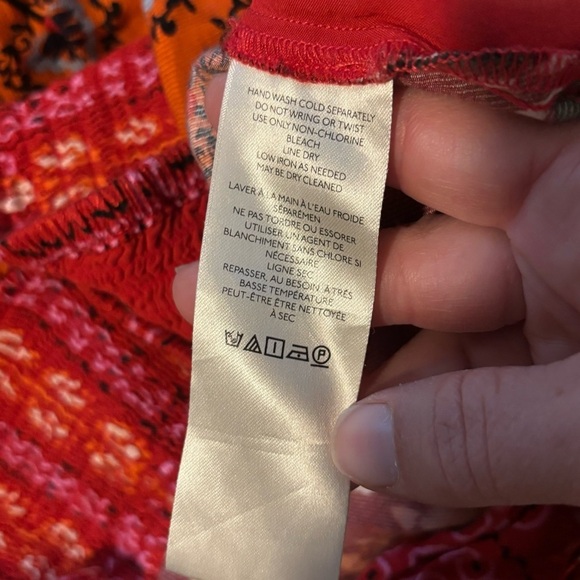 HAND WASH COLD SEPARATELY
DO NOT WRING OR TWIST
USE ONLY NON-CHLORINE
BLEACH
LINE DRY
LOW IRON AS NEEDED
MAY BE DRY CLEANED
LAVER À LA MAIN À L'EAU FROIDE
SÉPARÉMEN
NE PAS TORDRE OU ESSORER
UTILISER UN AGENT DE
BLANCHIMENT SANS CHLORE SI
NÉCESSAIRE
LIGNE SEC
REPASSER, AU BESOIN À TRÈS
BASSE TEMPÉRATURE
PEUT-ÊTRE ÊTRE NETTOYÉE
À SEC
P